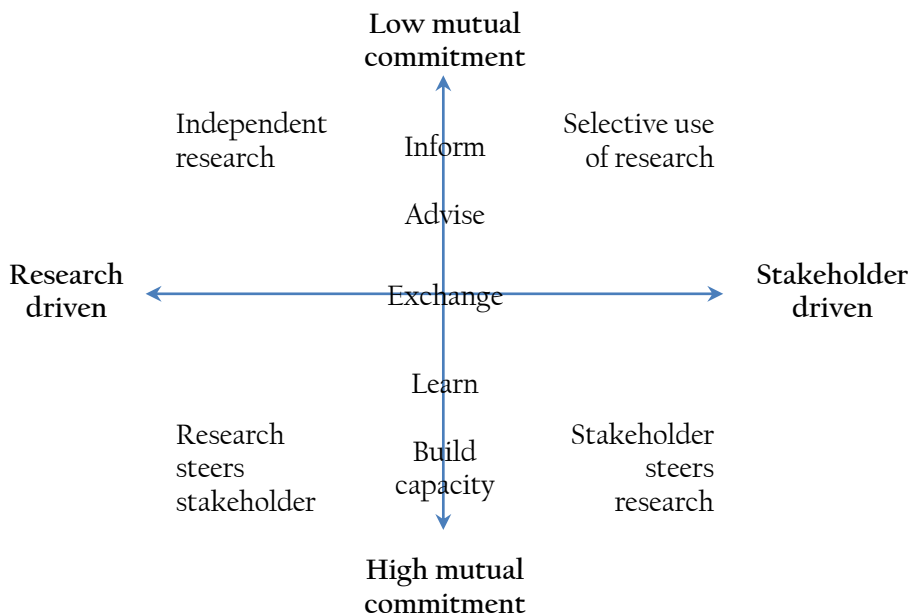 Low mutual
commitment
Independent
research
Inform
Selective use
of research
Advise
Research
driven
Exchange
Stakeholder
driven
Learn
Research
steers
stakeholder
Build
capacity
Stakeholder
steers
research
High mutual
commitment